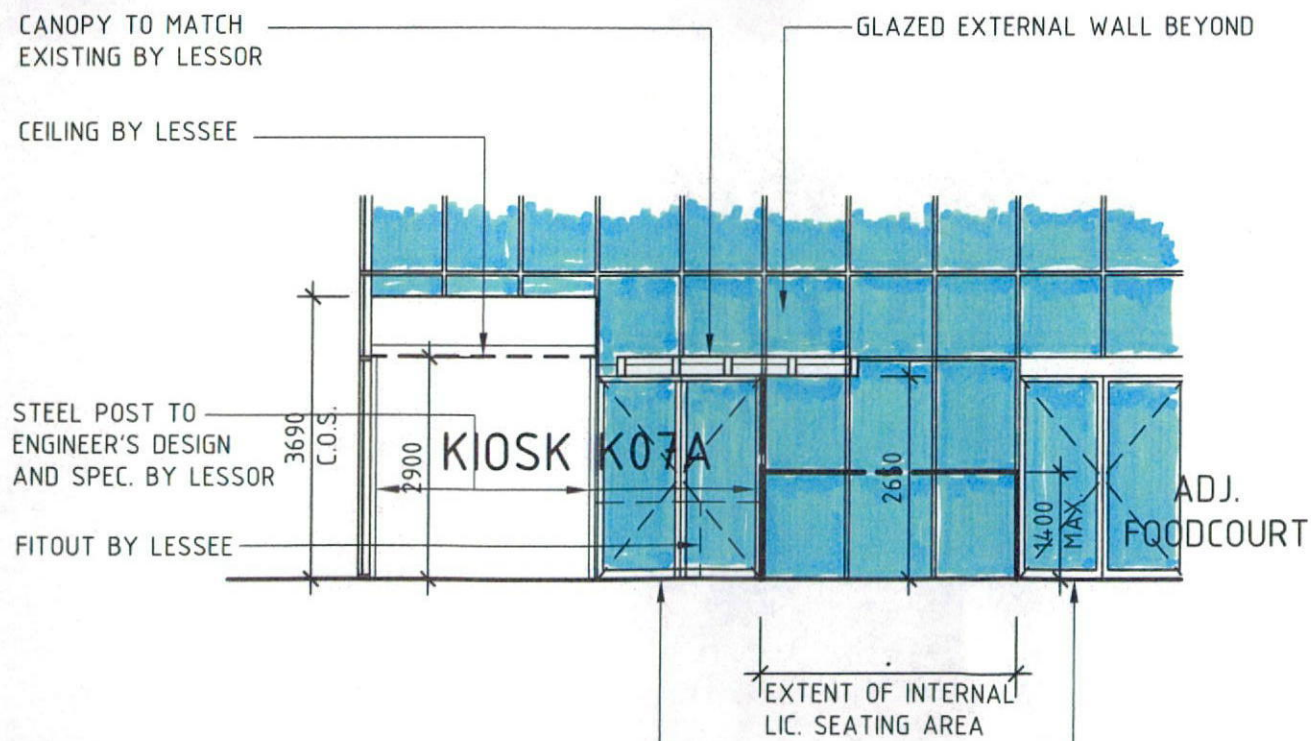 CANOPY TO MATCH
EXISTING BY LESSOR
GLAZED EXTERNAL WALL BEYOND
CEILING BY LESSEE
STEEL POST TO
ENGINEER'S DESIGN
AND SPEC. BY LESSOR
FITOUT BY LESSEE
3690
C.O.S.
2900
KIOSK K07A
1400
MAX.
ADJ.
FOODCOURT
EXTENT OF INTERNAL
LIC. SEATING AREA